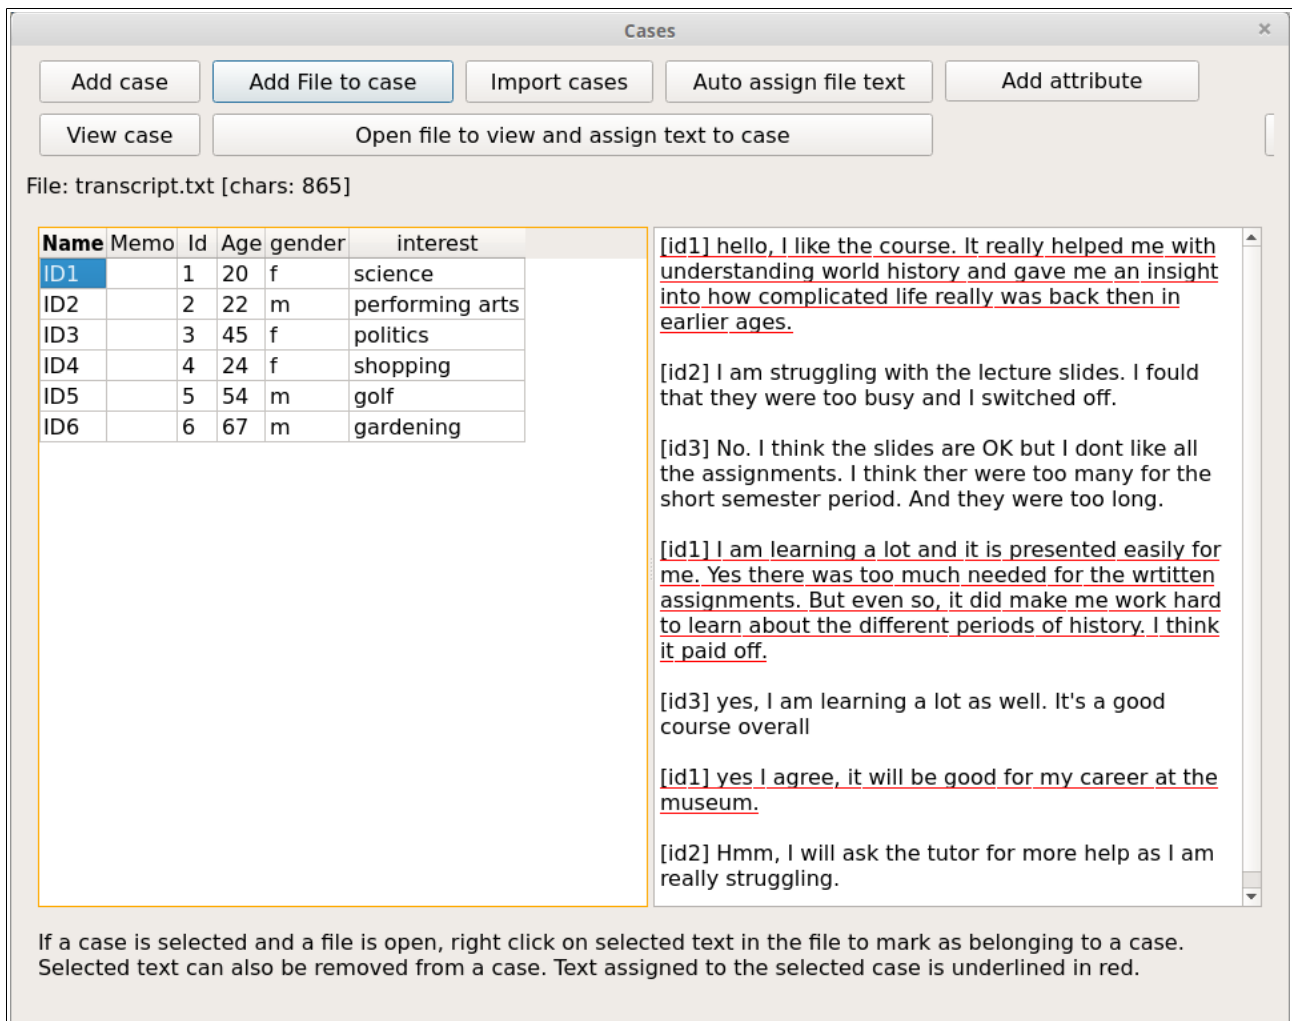 Cases
Add case Add File to case Import cases Auto assign file text Add attribute
View case Open file to view and assign text to case
File: transcript.txt [chars: 865]
Name Memo Id Age gender interest
ID1 1 20 f science
ID2 2 22 m performing arts
ID3 3 45 f politics
ID4 4 24 f shopping
ID5 5 54 m golf
ID6 6 67 m gardening
[id1] hello, I like the course. It really helped me with
understanding world history and gave me an insight
into how complicated life really was back then in
earlier ages.
[id2] I am struggling with the lecture slides. I fould
that they were too busy and I switched off.
[id3] No. I think the slides are OK but I dont like all
the assignments. I think ther were too many for the
short semester period. And they were too long.
[id1] I am learning a lot and it is presented easily for
me. Yes there was too much needed for the wrtitten
assignments. But even so, it did make me work hard
to learn about the different periods of history. I think
it paid off.
[id3] yes, I am learning a lot as well. It's a good
course overall
[id1] yes I agree, it will be good for my career at the
museum.
[id2] Hmm, I will ask the tutor for more help as I am
really struggling.
If a case is selected and a file is open, right click on selected text in the file to mark as belonging to a case.
Selected text can also be removed from a case. Text assigned to the selected case is underlined in red.